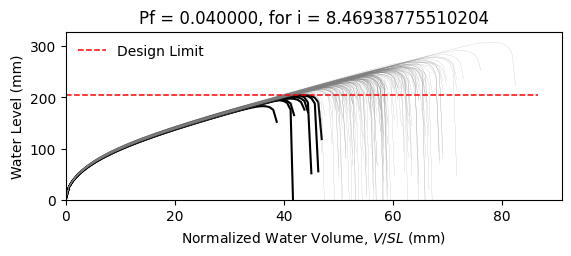 Pf = 0.040000, for i = 8.46938775510204
Water Level (mm)
300
200
100
0
Design Limit
0 20 40 60 80
Normalized Water Volume, V/SL (mm)